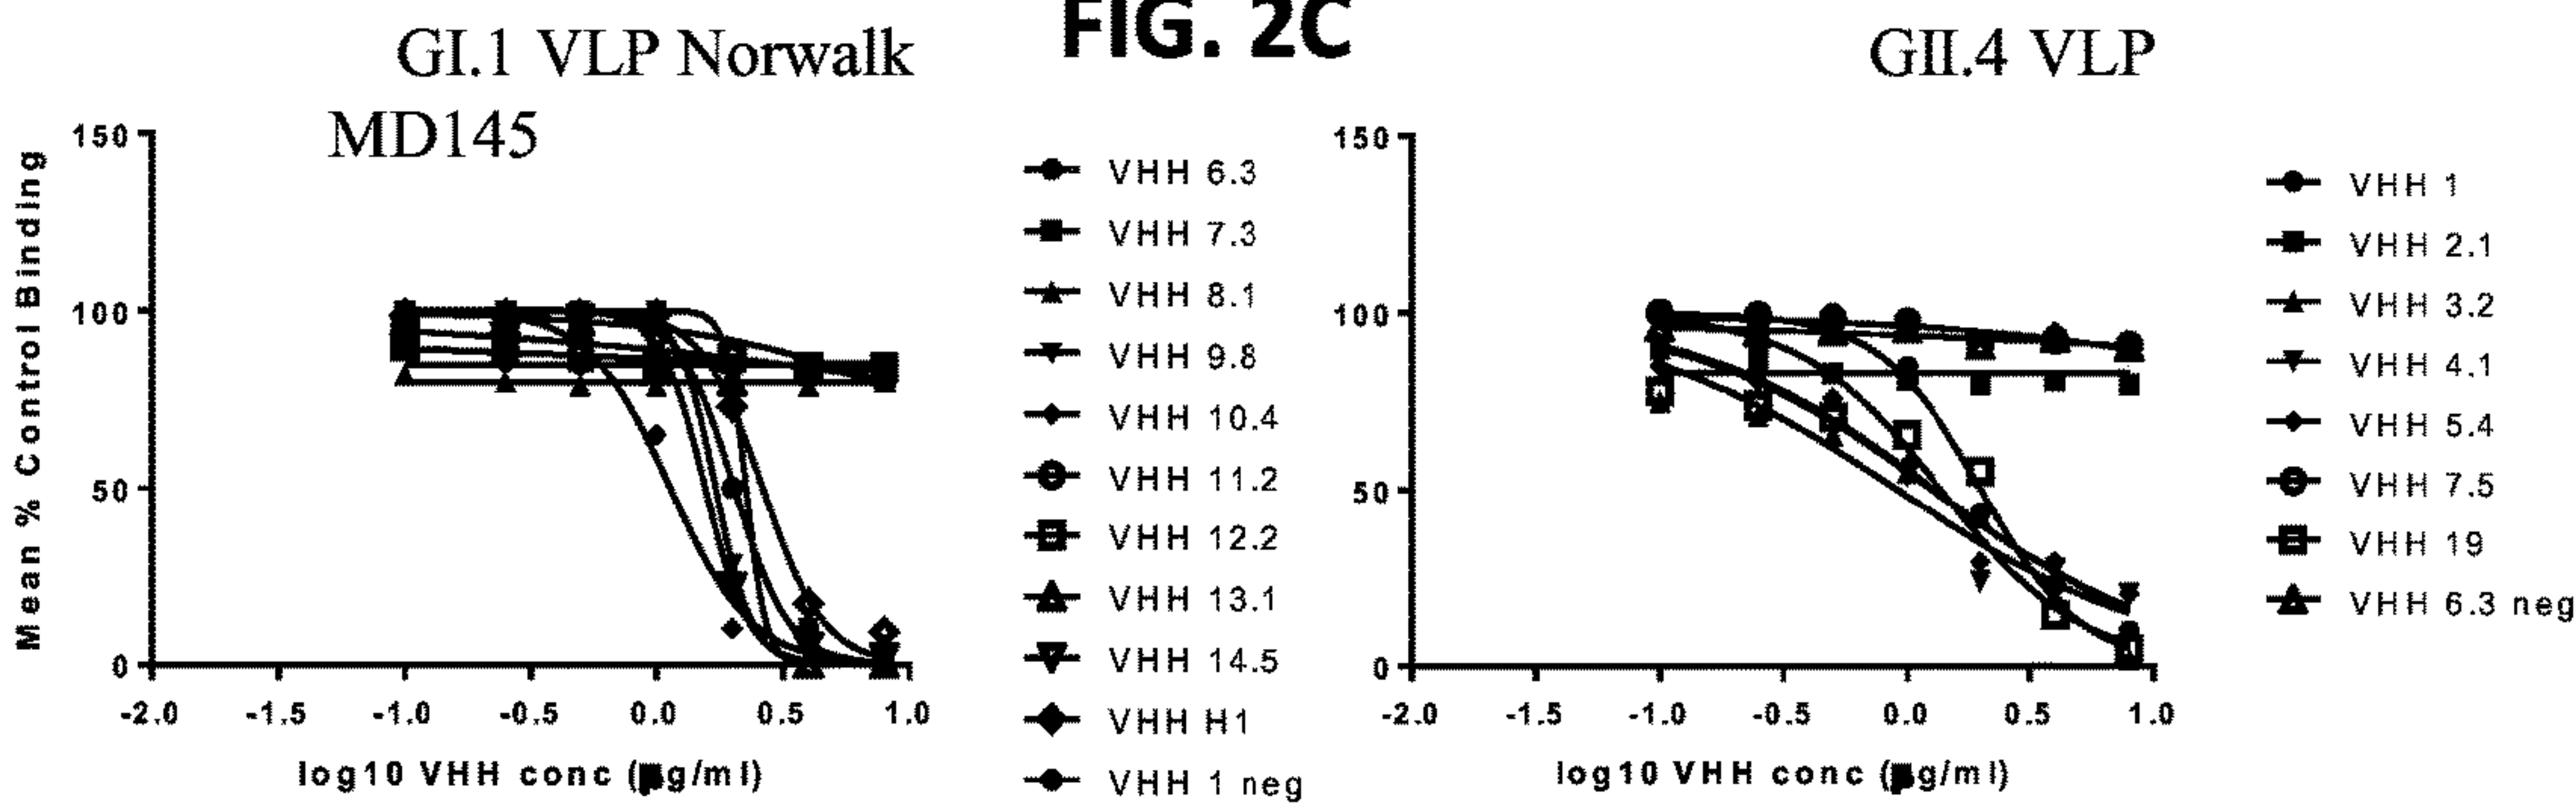 FIG. 2C
GI.1 VLP Norwalk
MD145
Mean % Control Binding
150
100
50
0
-2.0 -1.5 -1.0 -0.5 0.0 0.5 1.0
log10 VHH conc (µg/ml)
VHH 6.3
VHH 7.3
VHH 8.1
VHH 9.8
VHH 10.4
VHH 11.2
VHH 12.2
VHH 13.1
VHH 14.5
VHH H1
VHH 1 neg
GII.4 VLP
150
100
50
0
-2.0 -1.5 -1.0 -0.5 0.0 0.5 1.0
log10 VHH conc (µg/ml)
VHH 1
VHH 2.1
VHH 3.2
VHH 4.1
VHH 5.4
VHH 7.5
VHH 19
VHH 6.3 neg